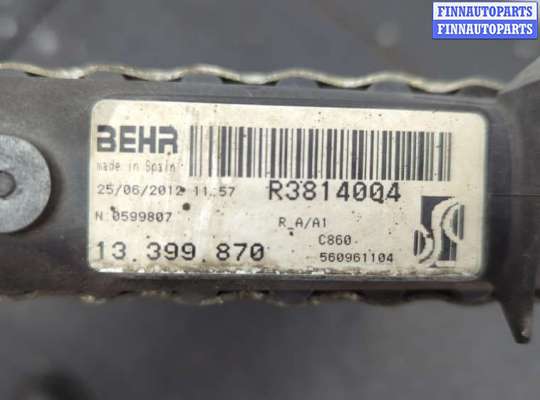 FINNAUTOPARTS
FINNAUTOPARTS
BEHR
made in Spain
25/06/2012 11:57 R3814004
N 0599807
R_A/A1
C860
13.399.870
560961104